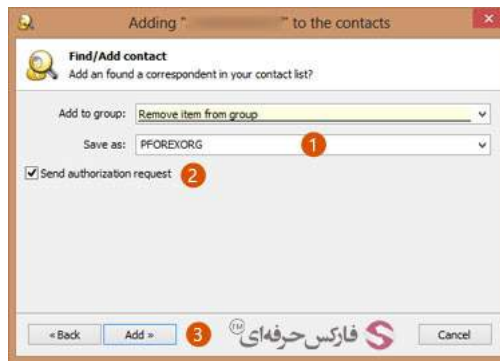 Adding " " to the contacts
Find/Add contact
Add an found a correspondent in your contact list?
Add to group: Remove item from group
Save as: PFOREXORG 1
Send authorization request 2
« Back Add » 3 فارکس حرفه‌ای TM Cancel